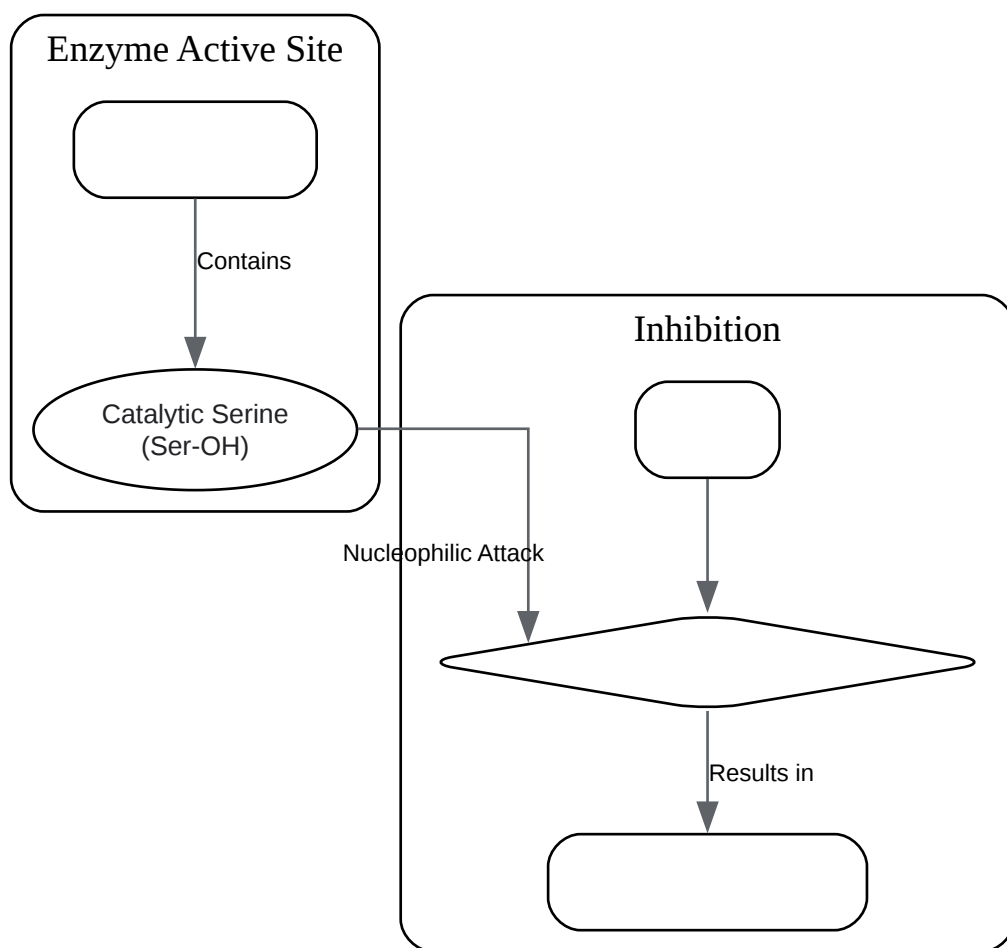 Enzyme Active Site
Contains
Catalytic Serine
(Ser-OH)
Inhibition
Nucleophilic Attack
Results in